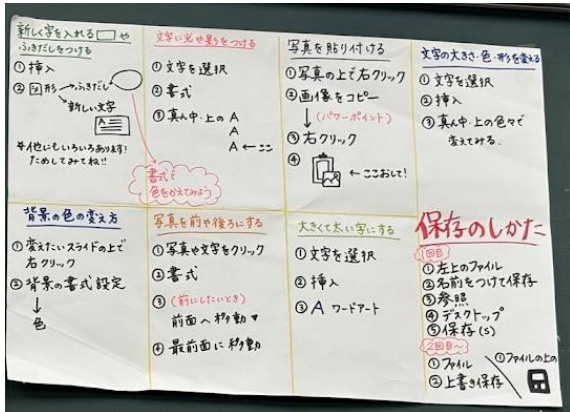 新しく字を入れる □や
ふきだしをつける
①挿入
②図形→ふきだし
新しい文字
A
※他にもいろいろあります!
ためしてみてね!!
書式で
色をかえてみよう
文字に光や影をつける
①文字を選択
②書式
③真ん中・上の A
A
A ←ここ
写真を貼り付ける
①写真の上で右クリック
②画像をコピー
↓(パワーポイント)
③右クリック
④ ←ここおして!
文字の大きさ・色・形を変える
①文字を選択
②挿入
③真ん中・上の色々で
変えてみる。
背景の色の変え方
①変えたいスライドの上で
右クリック
②背景の書式設定
↓
色
写真を前や後ろにする
①写真や文字をクリック
②書式
③(前にしたいとき)
前面へ移動▼
④最前面に移動
大きくて太い字にする
①文字を選択
②挿入
③A ワードアート
保存のしかた
1回目
①左上のファイル
②名前をつけて保存
③参照
④デスクトップ
⑤保存(S)
2回目〜
①ファイル
②上書き保存
①ファイルの上の